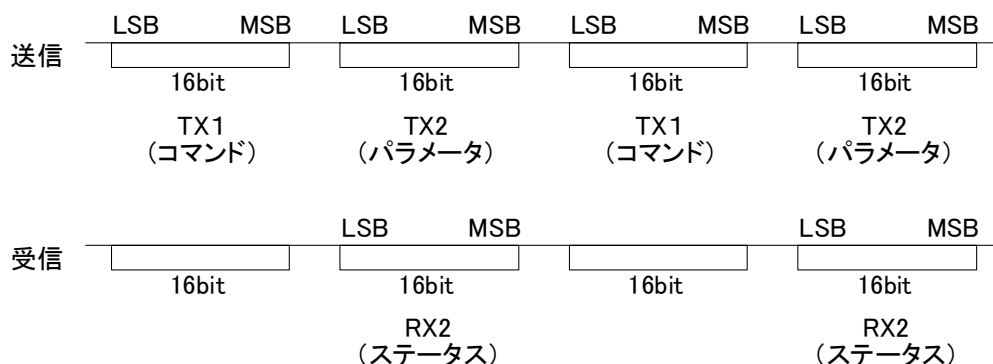 LSB MSB LSB MSB LSB MSB LSB MSB
送信
16bit 16bit 16bit 16bit
TX1 TX2 TX1 TX2
（コマンド） （パラメータ） （コマンド） （パラメータ）
LSB MSB LSB MSB
受信
16bit 16bit 16bit 16bit
RX2 RX2
（ステータス） （ステータス）